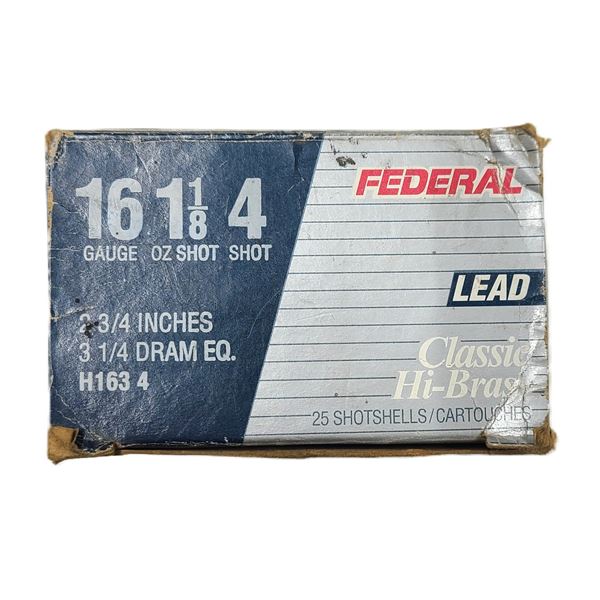 16 1 1/8 4
GAUGE OZ SHOT SHOT
2 3/4 INCHES
3 1/4 DRAM EQ.
H163 4
FEDERAL
LEAD
Classic
Hi-Brass
25 SHOTSHELLS/CARTOUCHES